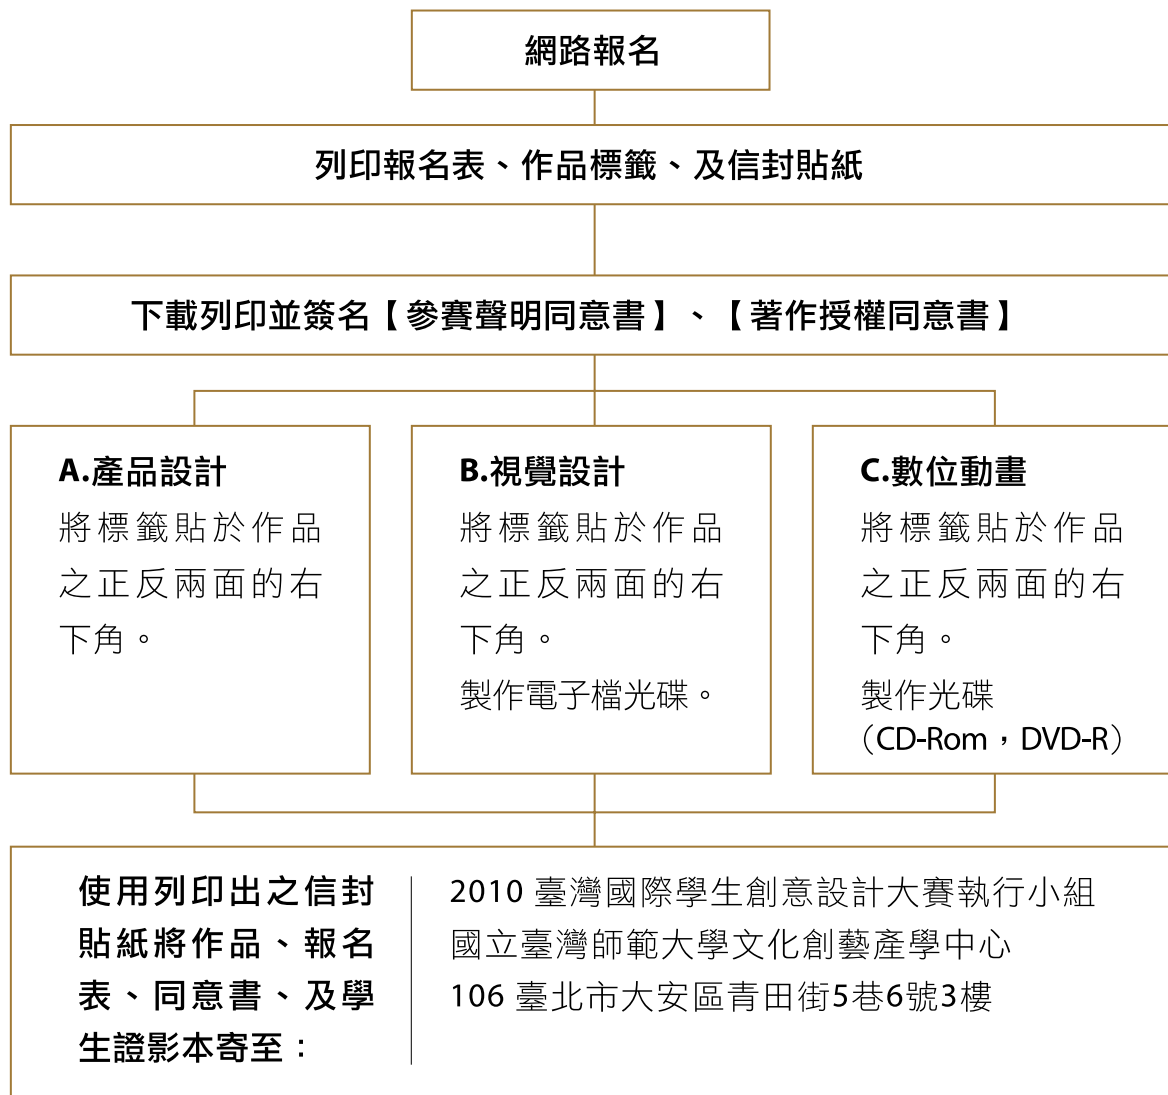 網路報名
列印報名表、作品標籤、及信封貼紙
下載列印並簽名【參賽聲明同意書】、【著作授權同意書】
A.產品設計
將標籤貼於作品
之正反兩面的右
下角。
B.視覺設計
將標籤貼於作品
之正反兩面的右
下角。
製作電子檔光碟。
C.數位動畫
將標籤貼於作品
之正反兩面的右
下角。
製作光碟
(CD-Rom，DVD-R)
使用列印出之信封
貼紙將作品、報名
表、同意書、及學
生證影本寄至：
2010 臺灣國際學生創意設計大賽執行小組
國立臺灣師範大學文化創藝產學中心
106 臺北市大安區青田街5巷6號3樓